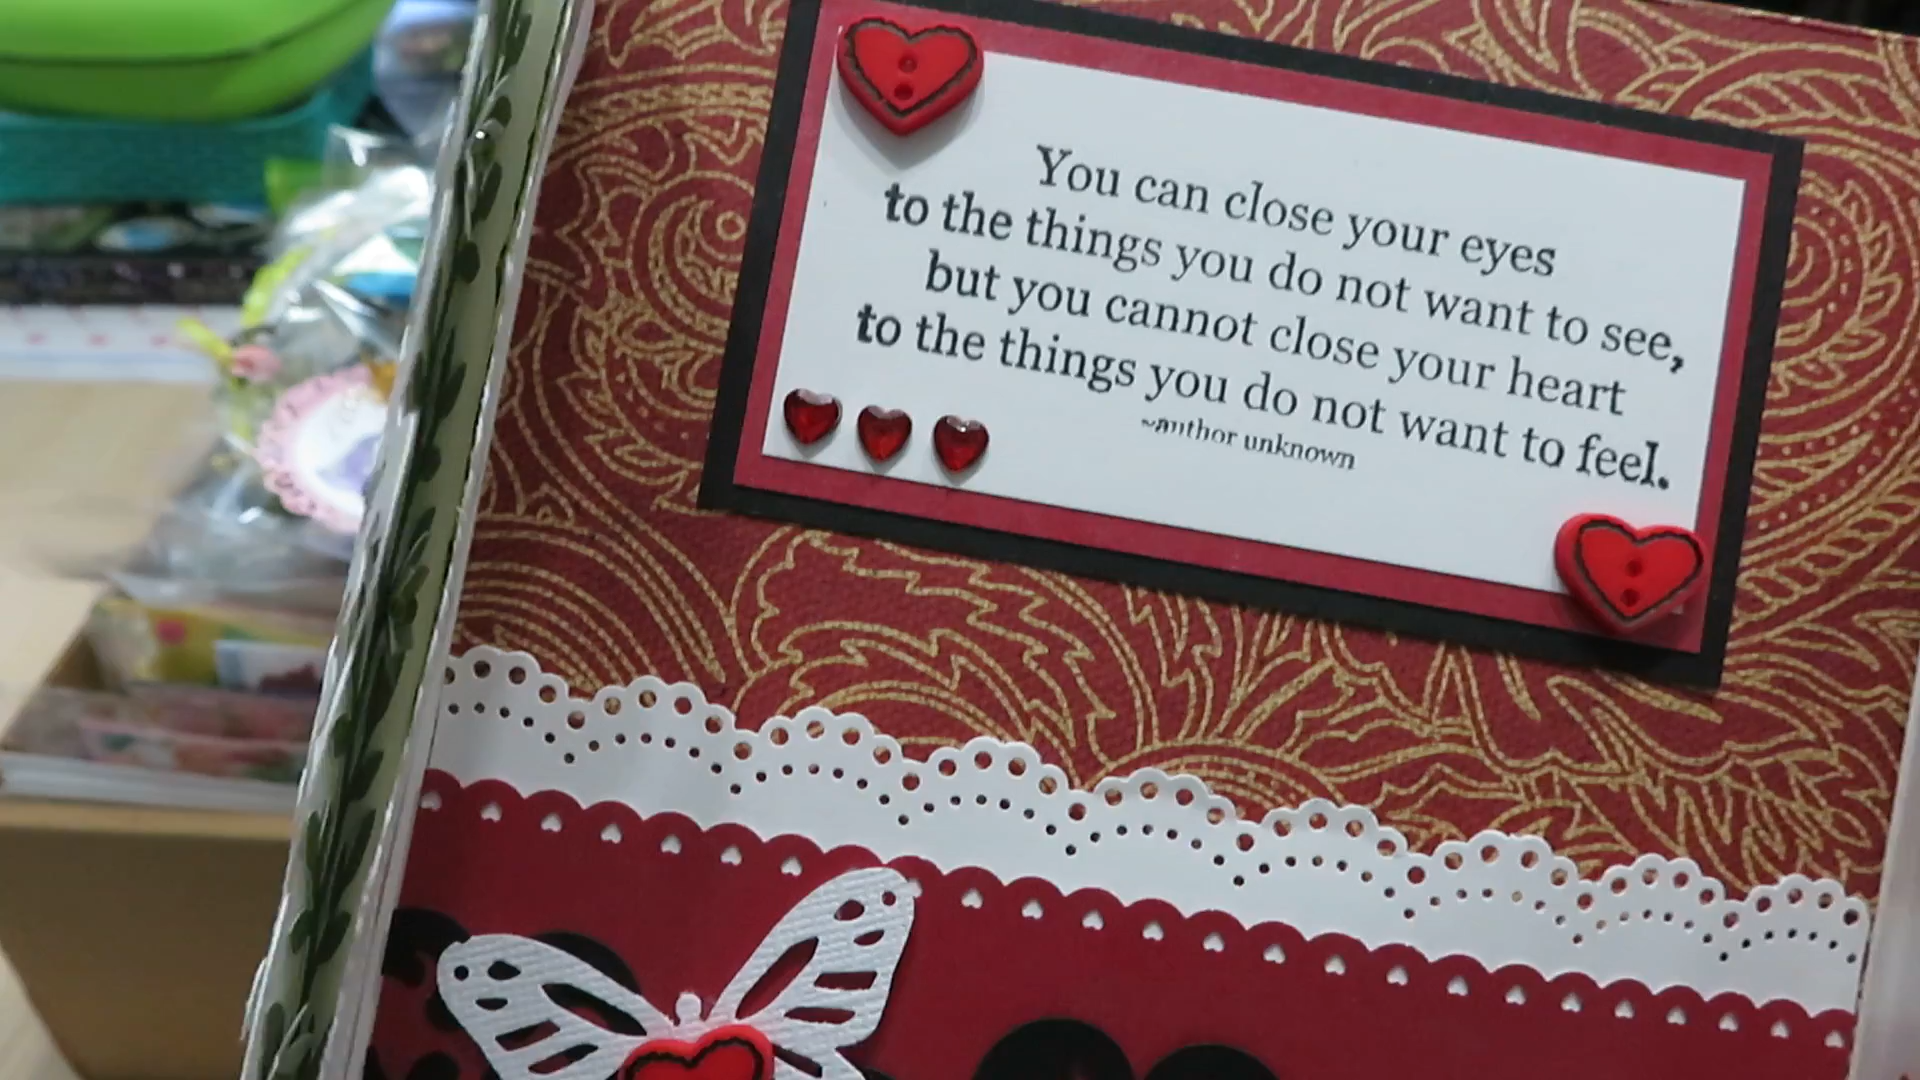 You can close your eyes
to the things you do not want to see,
but you cannot close your heart
to the things you do not want to feel.
~author unknown